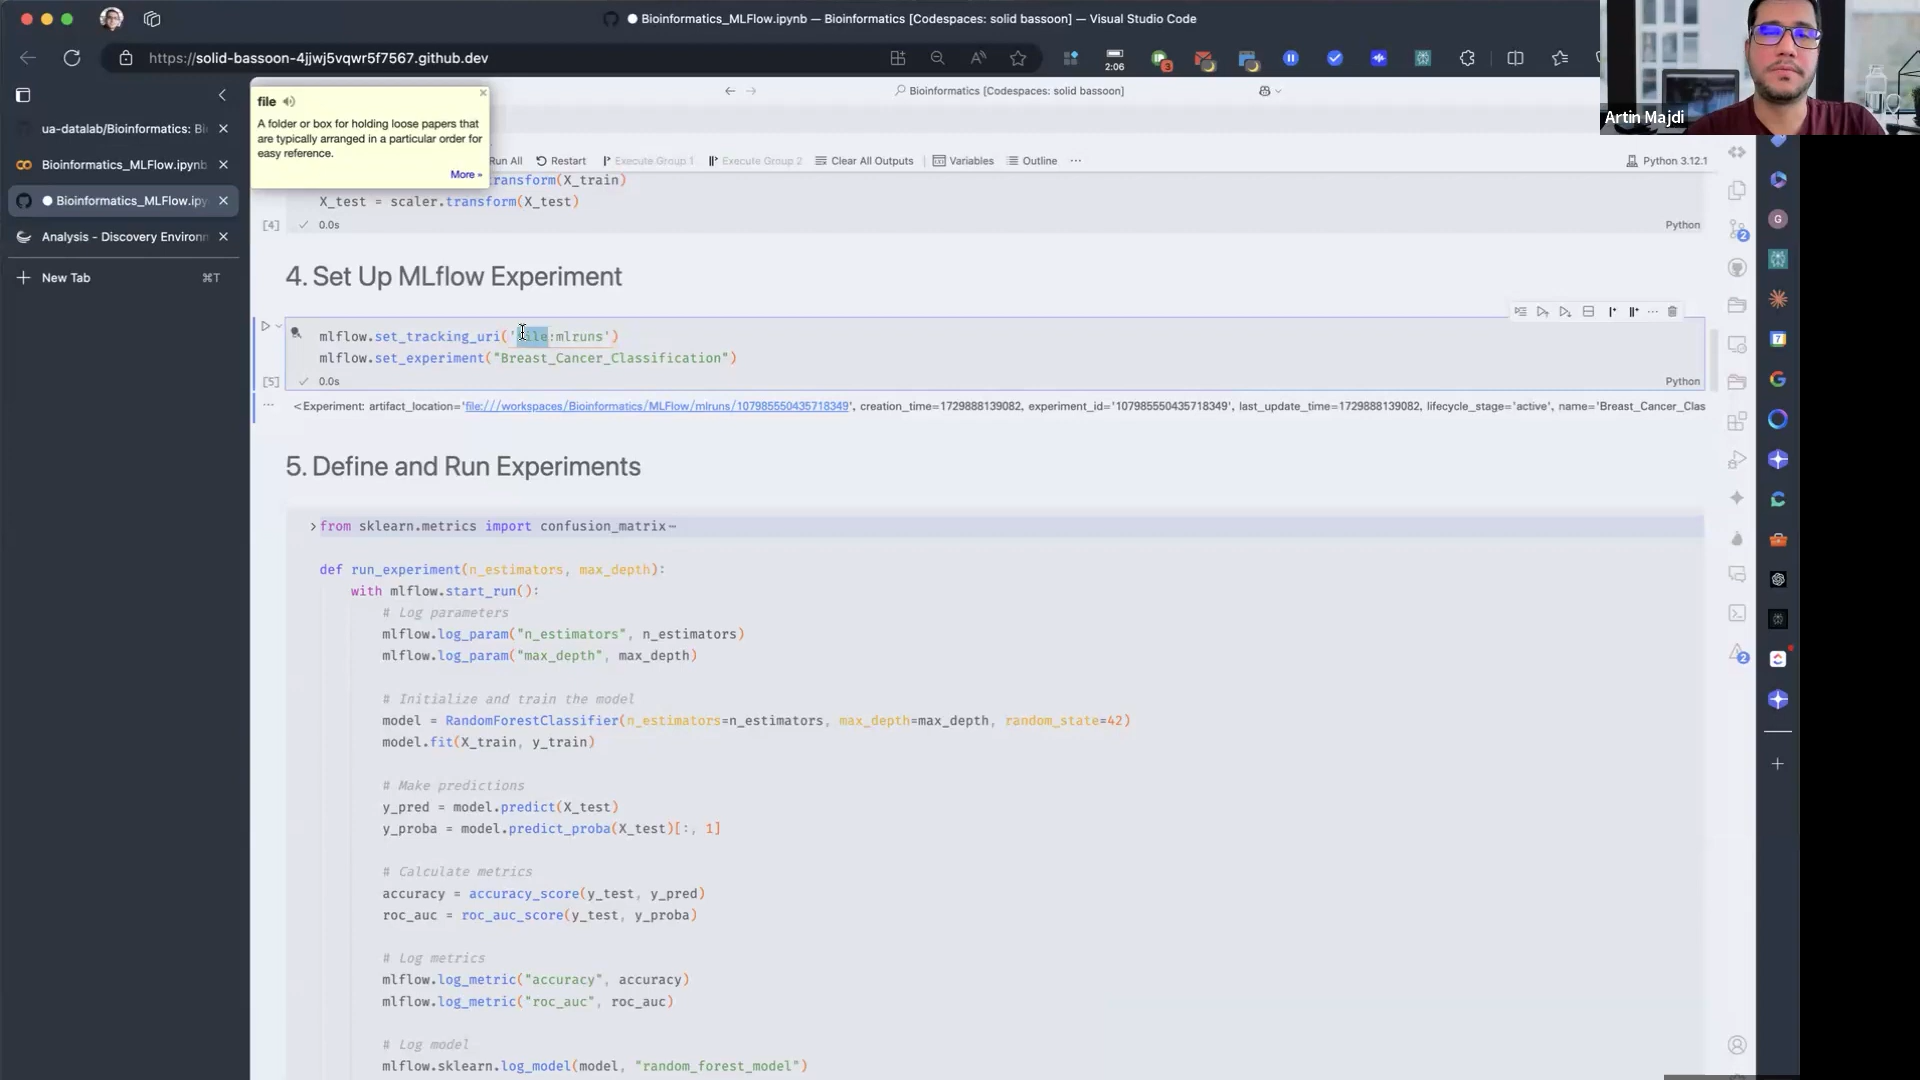 Bioinformatics_MLFlow.ipynb — Bioinformatics [Codespaces: solid bassoon] — Visual Studio Code
https://solid-bassoon-4jjwj5vqwr5f7567.github.dev
2:06
3
Artin Majdi
ua-datalab/Bioinformatics: Bi
Bioinformatics_MLFlow.ipynb
Bioinformatics_MLFlow.ipy
Analysis - Discovery Environ
New Tab
⌘T
file
A folder or box for holding loose papers that
are typically arranged in a particular order for
easy reference.
More »
Bioinformatics [Codespaces: solid bassoon]
Run All Restart Execute Group 1 Execute Group 2 Clear All Outputs Variables Outline ··· Python 3.12.1
transform(X_train)
X_test = scaler.transform(X_test)
[4] 0.0s Python
4. Set Up MLflow Experiment
mlflow.set_tracking_uri('file:mlruns')
mlflow.set_experiment("Breast_Cancer_Classification")
[5] 0.0s Python
<Experiment: artifact_location='file:///workspaces/Bioinformatics/MLFlow/mlruns/107985550435718349', creation_time=1729888139082, experiment_id='107985550435718349', last_update_time=1729888139082, lifecycle_stage='active', name='Breast_Cancer_Clas
5. Define and Run Experiments
from sklearn.metrics import confusion_matrix···
def run_experiment(n_estimators, max_depth):
with mlflow.start_run():
# Log parameters
mlflow.log_param("n_estimators", n_estimators)
mlflow.log_param("max_depth", max_depth)
# Initialize and train the model
model = RandomForestClassifier(n_estimators=n_estimators, max_depth=max_depth, random_state=42)
model.fit(X_train, y_train)
# Make predictions
y_pred = model.predict(X_test)
y_proba = model.predict_proba(X_test)[:, 1]
# Calculate metrics
accuracy = accuracy_score(y_test, y_pred)
roc_auc = roc_auc_score(y_test, y_proba)
# Log metrics
mlflow.log_metric("accuracy", accuracy)
mlflow.log_metric("roc_auc", roc_auc)
# Log model
mlflow.sklearn.log_model(model, "random_forest_model")
2
2
G